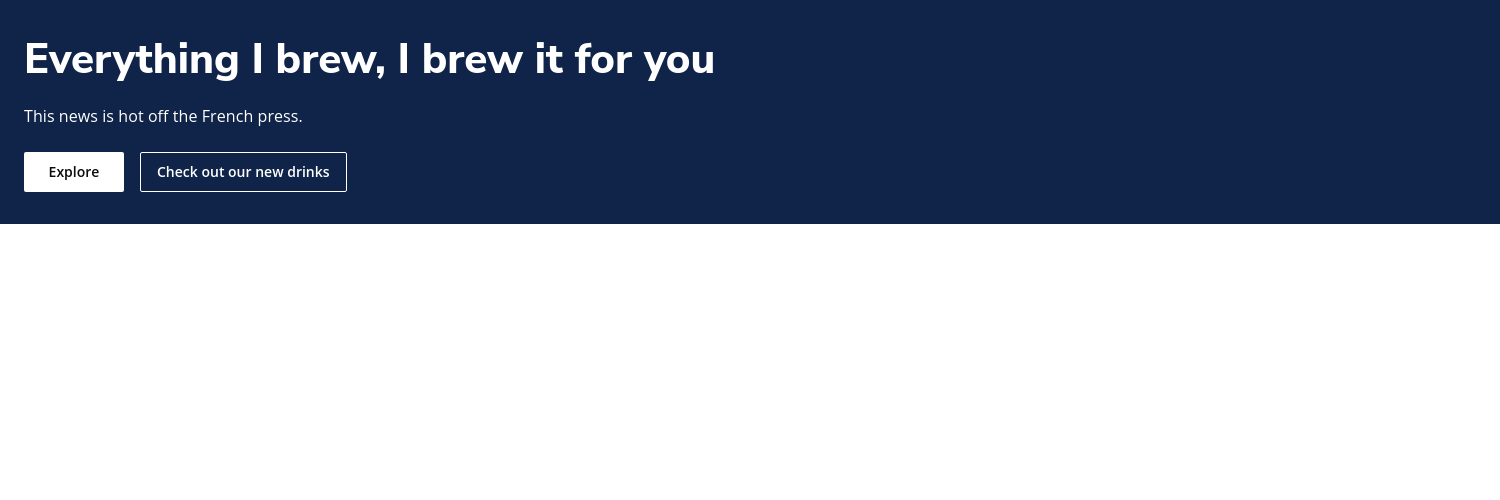 Everything I brew, I brew it for you
This news is hot off the French press.
Explore
Check out our new drinks